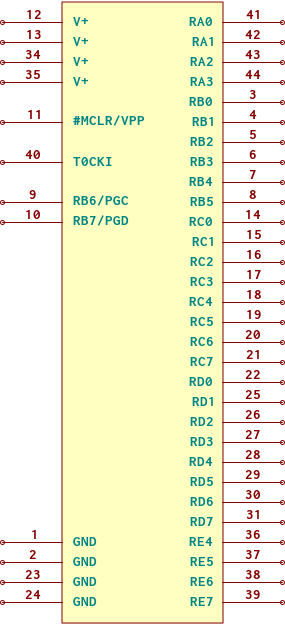 12 V+ RA0 41
13 V+ RA1 42
34 V+ RA2 43
35 V+ RA3 44
RB0 3
11 #MCLR/VPP RB1 4
RB2 5
40 T0CKI RB3 6
RB4 7
9 RB6/PGC RB5 8
10 RB7/PGD RC0 14
RC1 15
RC2 16
RC3 17
RC4 18
RC5 19
RC6 20
RC7 21
RD0 22
RD1 25
RD2 26
RD3 27
RD4 28
RD5 29
RD6 30
RD7 31
1 GND RE4 36
2 GND RE5 37
23 GND RE6 38
24 GND RE7 39